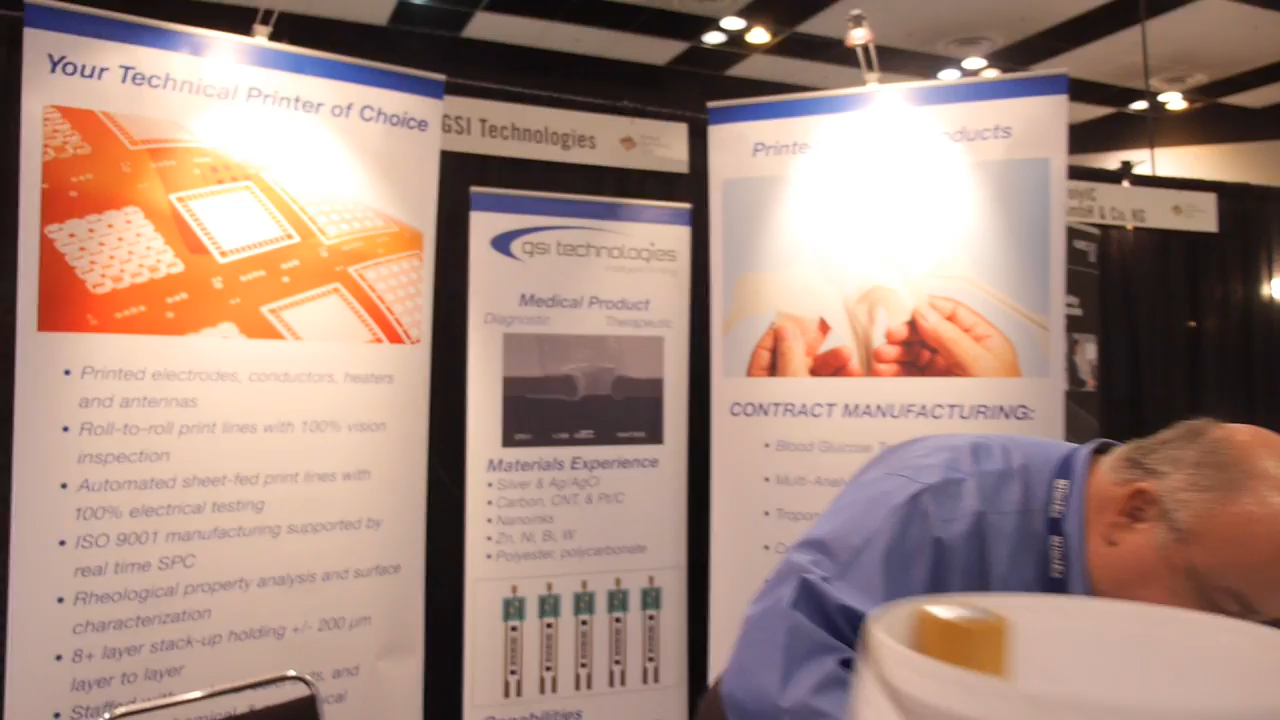 Your Technical Printer of Choice
• Printed electrodes, conductors, heaters
and antennas
• Roll-to-roll print lines with 100% vision
inspection
• Automated sheet-fed print lines with
100% electrical testing
• ISO 9001 manufacturing supported by
real time SPC
• Rheological property analysis and surface
characterization
• 8+ layer stack-up holding +/- 200 µm
layer to layer
and
GSI Technologies
gsi technologies
Medical Product
Diagnostic Therapeutic
Materials Experience
• Silver & Ag/AgCl
• Carbon, CNT, & Pt/C
• Nanoinks
• Zn, Ni, Bi, W
• Polyester, polycarbonate
Capabilities
CONTRACT MANUFACTURING:
• Blood Glucose
& Co. KG